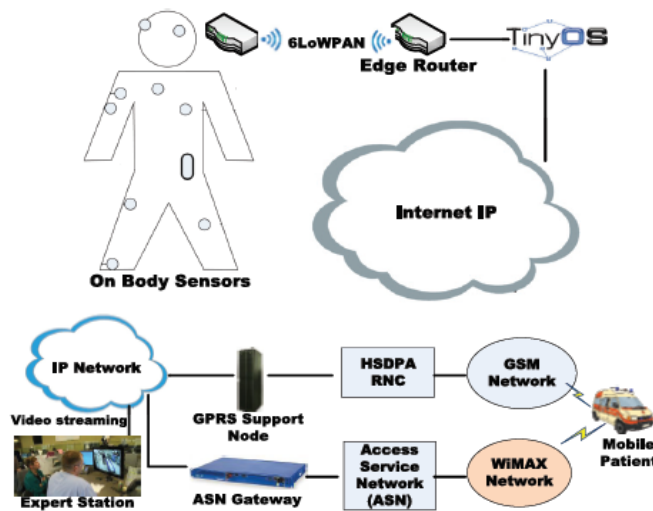 6LoWPAN
Edge Router
TinyOS
Internet IP
On Body Sensors
IP Network
HSDPA
RNC
GSM
Network
GPRS Support
Node
Video streaming
Mobile
Patient
Expert Station
ASN Gateway
Access
Service
Network
(ASN)
WiMAX
Network